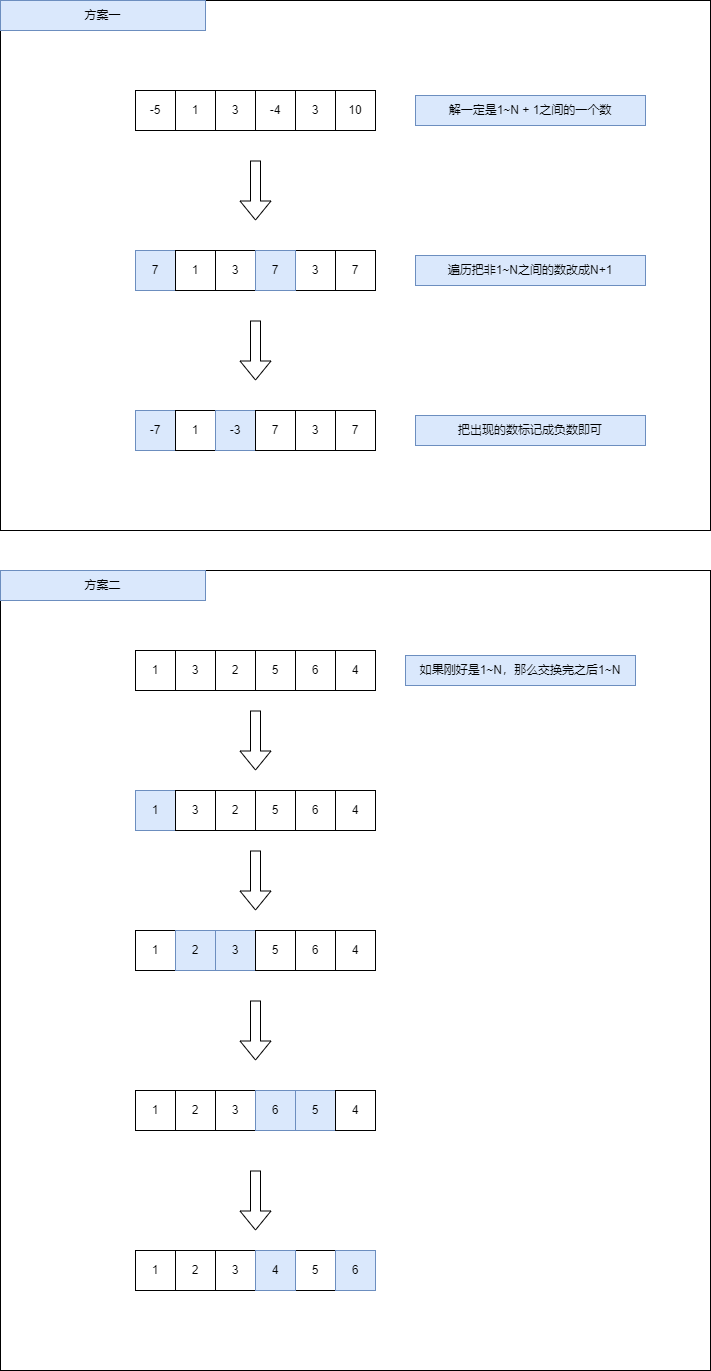 方案一
-5 1 3 -4 3 10
解一定是1~N + 1之间的一个数
7 1 3 7 3 7
遍历把非1~N之间的数改成N+1
-7 1 -3 7 3 7
把出现的数标记成负数即可
方案二
1 3 2 5 6 4
如果刚好是1~N，那么交换完之后1~N
1 3 2 5 6 4
1 2 3 5 6 4
1 2 3 6 5 4
1 2 3 4 5 6